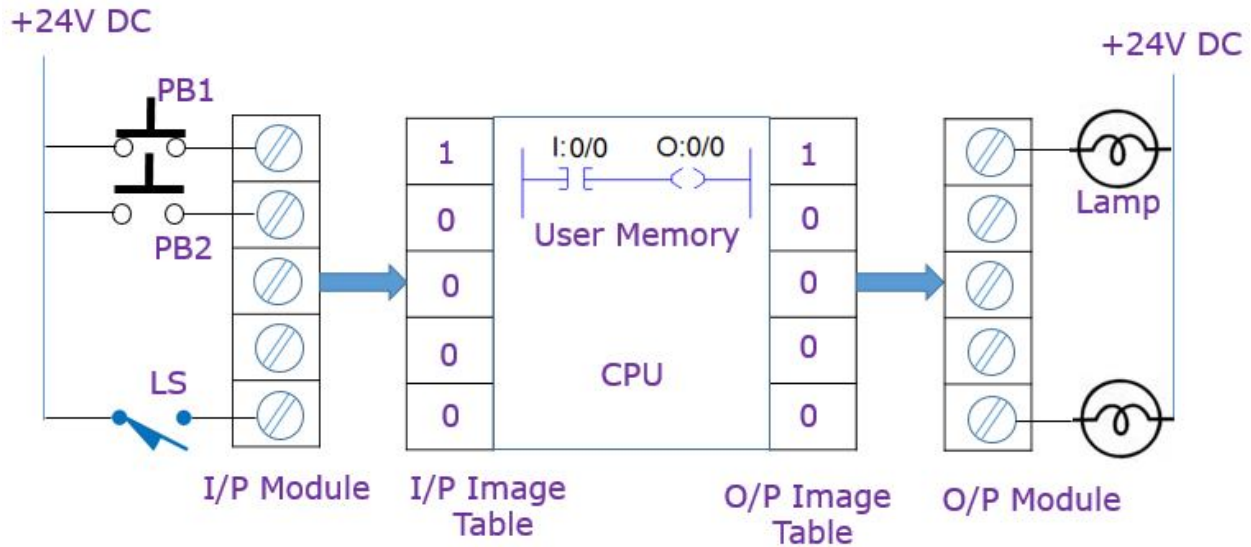 +24V DC
+24V DC
PB1
PB2
LS
I/P Module
1
0
0
0
0
I/P Image
Table
I:0/0 O:0/0
User Memory
CPU
1
0
0
0
0
O/P Image
Table
Lamp
O/P Module